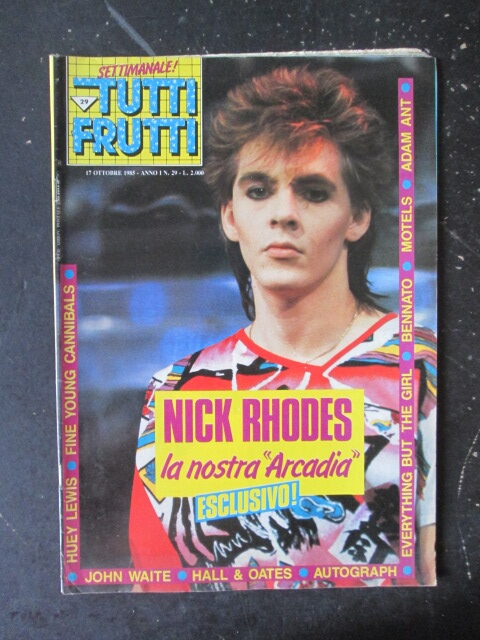 SETTIMANALE!
29
TUTTI
FRUTTI
17 OTTOBRE 1985 - ANNO 1 N. 29 - L. 2.000
HUEY LEWIS • FINE YOUNG CANNIBALS •
EVERYTHING BUT THE GIRL • BENNATO • MOTELS • ADAM ANT •
NICK RHODES
la nostra "Arcadia"
ESCLUSIVO!
• JOHN WAITE • HALL & OATES • AUTOGRAPH •